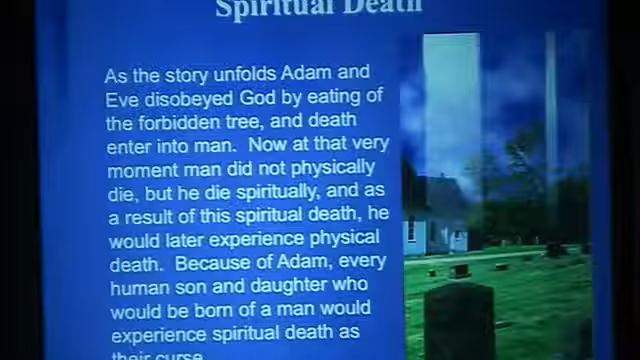 Spiritual Death
As the story unfolds Adam and
Eve disobeyed God by eating of
the forbidden tree, and death
enter into man.  Now at that very
moment man did not physically
die, but he die spiritually, and as
a result of this spiritual death, he
would later experience physical
death.  Because of Adam, every
human son and daughter who
would be born of a man would
experience spiritual death as
their curse